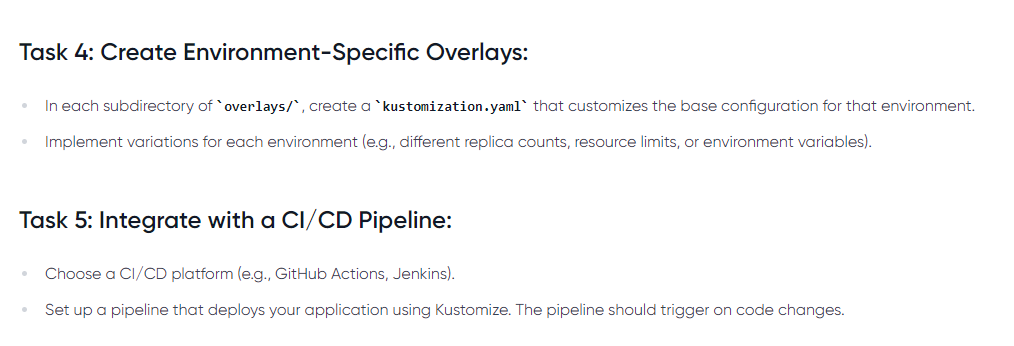 Task 4: Create Environment-Specific Overlays:
In each subdirectory of `overlays/`, create a `kustomization.yaml` that customizes the base configuration for that environment.
Implement variations for each environment (e.g., different replica counts, resource limits, or environment variables).
Task 5: Integrate with a CI/CD Pipeline:
Choose a CI/CD platform (e.g., GitHub Actions, Jenkins).
Set up a pipeline that deploys your application using Kustomize. The pipeline should trigger on code changes.